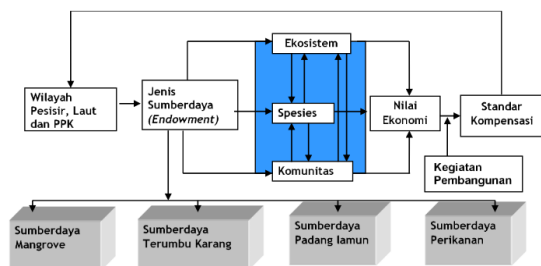 Ekosistem
Wilayah
Pesisir, Laut
dan PPK
Jenis
Sumberdaya
(Endowment)
Spesies
Nilai
Ekonomi
Standar
Kompensasi
Komunitas
Kegiatan
Pembangunan
Sumberdaya
Mangrove
Sumberdaya
Terumbu Karang
Sumberdaya
Padang lamun
Sumberdaya
Perikanan